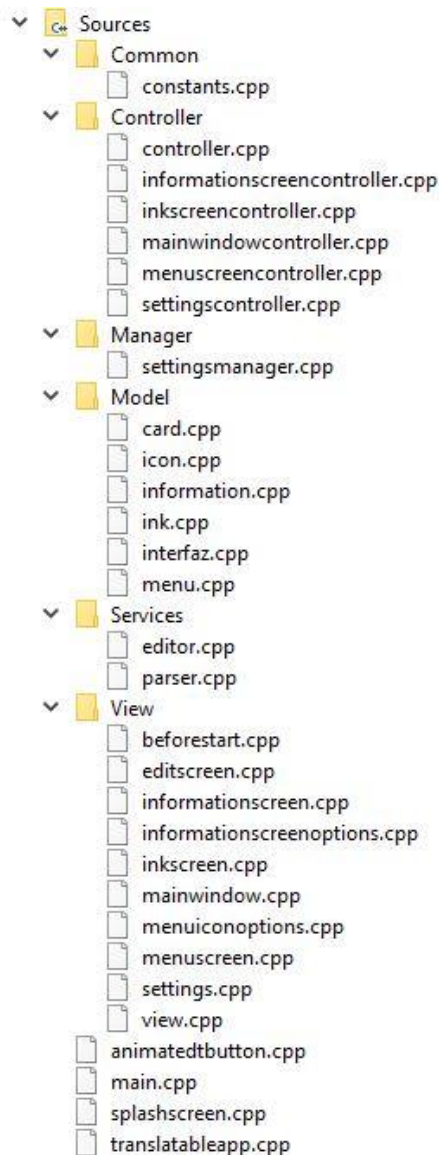 Sources
Common
constants.cpp
Controller
controller.cpp
informationscreencontroller.cpp
inkscreencontroller.cpp
mainwindowcontroller.cpp
menuscreencontroller.cpp
settingscontroller.cpp
Manager
settingsmanager.cpp
Model
card.cpp
icon.cpp
information.cpp
ink.cpp
interfaz.cpp
menu.cpp
Services
editor.cpp
parser.cpp
View
beforestart.cpp
editscreen.cpp
informationscreen.cpp
informationscreenoptions.cpp
inkscreen.cpp
mainwindow.cpp
menuiconoptions.cpp
menuscreen.cpp
settings.cpp
view.cpp
animatedtbutton.cpp
main.cpp
splashscreen.cpp
translatableapp.cpp